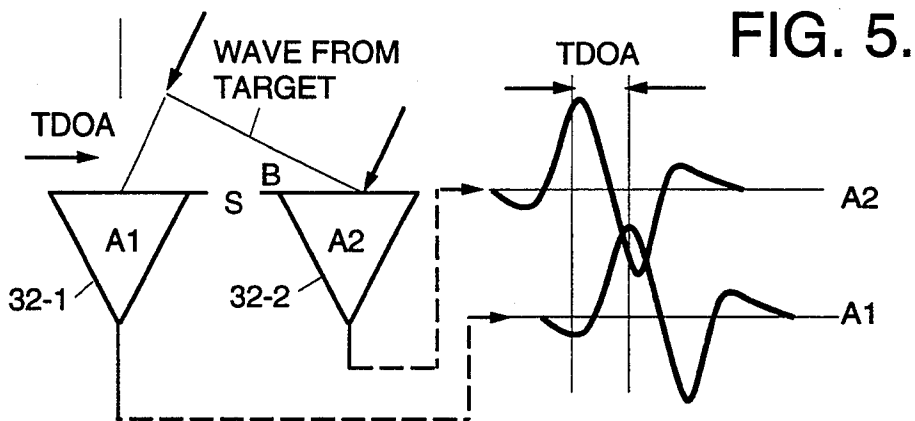 FIG. 5.
WAVE FROM
TARGET
TDOA
TDOA
B
S
A1
A2
32-1
32-2
A2
A1